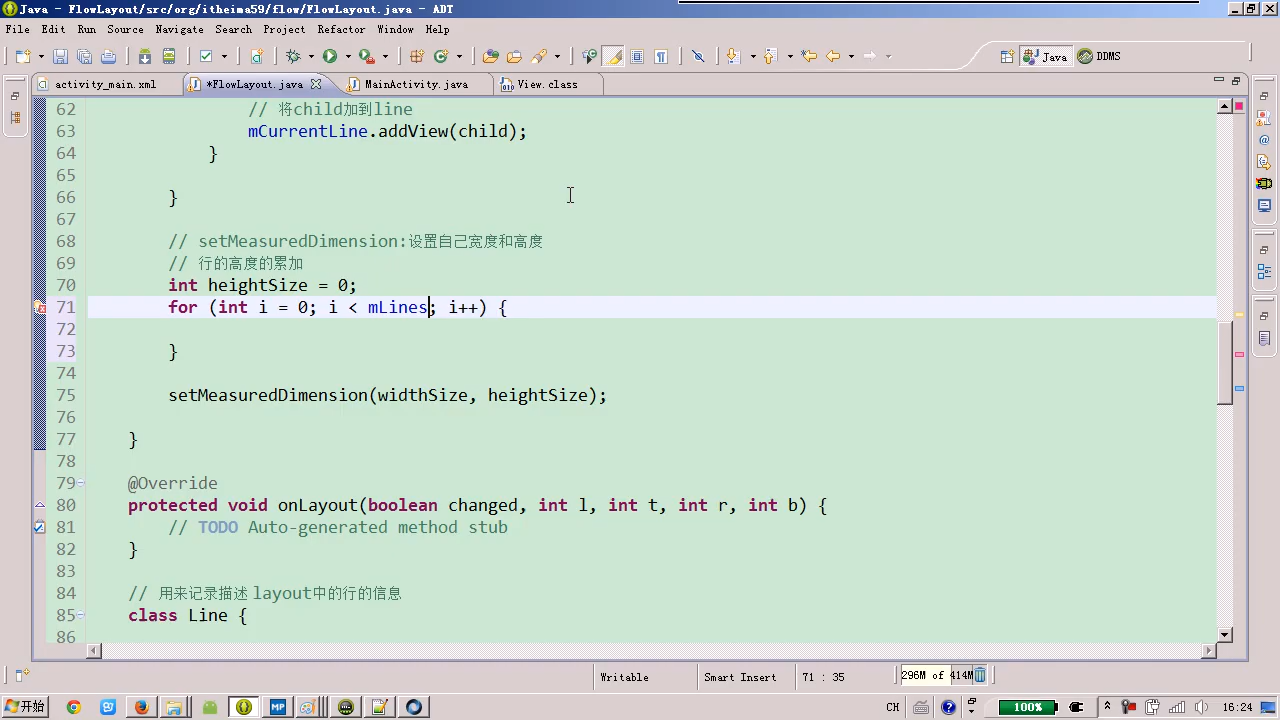 Java - FlowLayout/src/org/itheima59/flow/FlowLayout.java - ADT
File Edit Run Source Navigate Search Project Refactor Window Help
Java DDMS
activity_main.xml *FlowLayout.java MainActivity.java View.class
62 // 将child加到line
63 mCurrentLine.addView(child);
64 }
65
66 }
67
68 // setMeasuredDimension:设置自己宽度和高度
69 // 行的高度的累加
70 int heightSize = 0;
71 for (int i = 0; i < mLines; i++) {
72
73 }
74
75 setMeasuredDimension(widthSize, heightSize);
76
77 }
78
79 @Override
80 protected void onLayout(boolean changed, int l, int t, int r, int b) {
81 // TODO Auto-generated method stub
82 }
83
84 // 用来记录描述 layout中的行的信息
85 class Line {
86
Writable Smart Insert 71 : 35 296M of 414M
开始 MP CH 100% 16:24